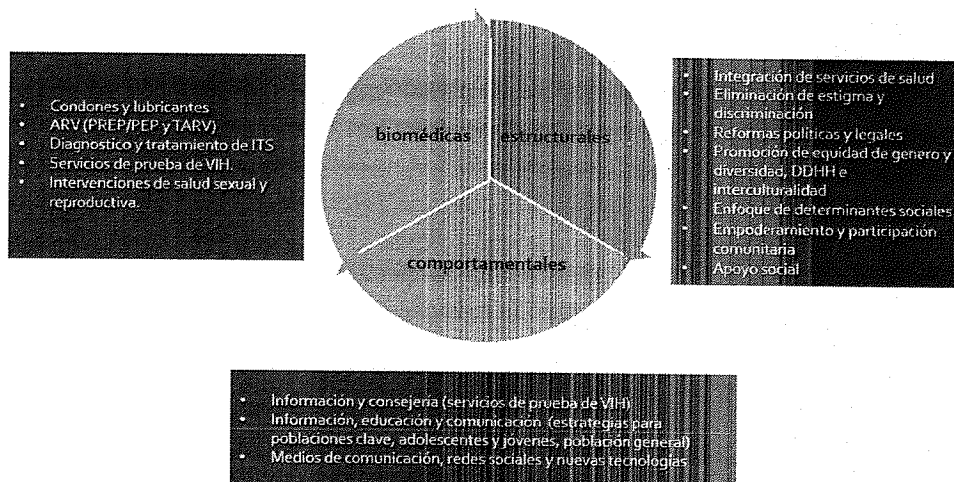 • Condones y lubricantes
• ARV (PREP/PEP y TARV)
• Diagnostico y tratamiento de ITS
• Servicios de prueba de VIH.
• Intervenciones de salud sexual y
reproductiva.
biomédicas
estructurales
comportamentales
• Integración de servicios de salud
• Eliminación de estigma y
discriminación
• Reformas políticas y legales
• Promoción de equidad de genero y
diversidad, DDHH e
interculturalidad
• Enfoque de determinantes sociales
• Empoderamiento y participación
comunitaria
• Apoyo social
• Información y consejería (servicios de prueba de VIH)
• Información, educación y comunicación (estrategias para
poblaciones clave, adolescentes y jóvenes, población general)
• Medios de comunicación, redes sociales y nuevas tecnologías